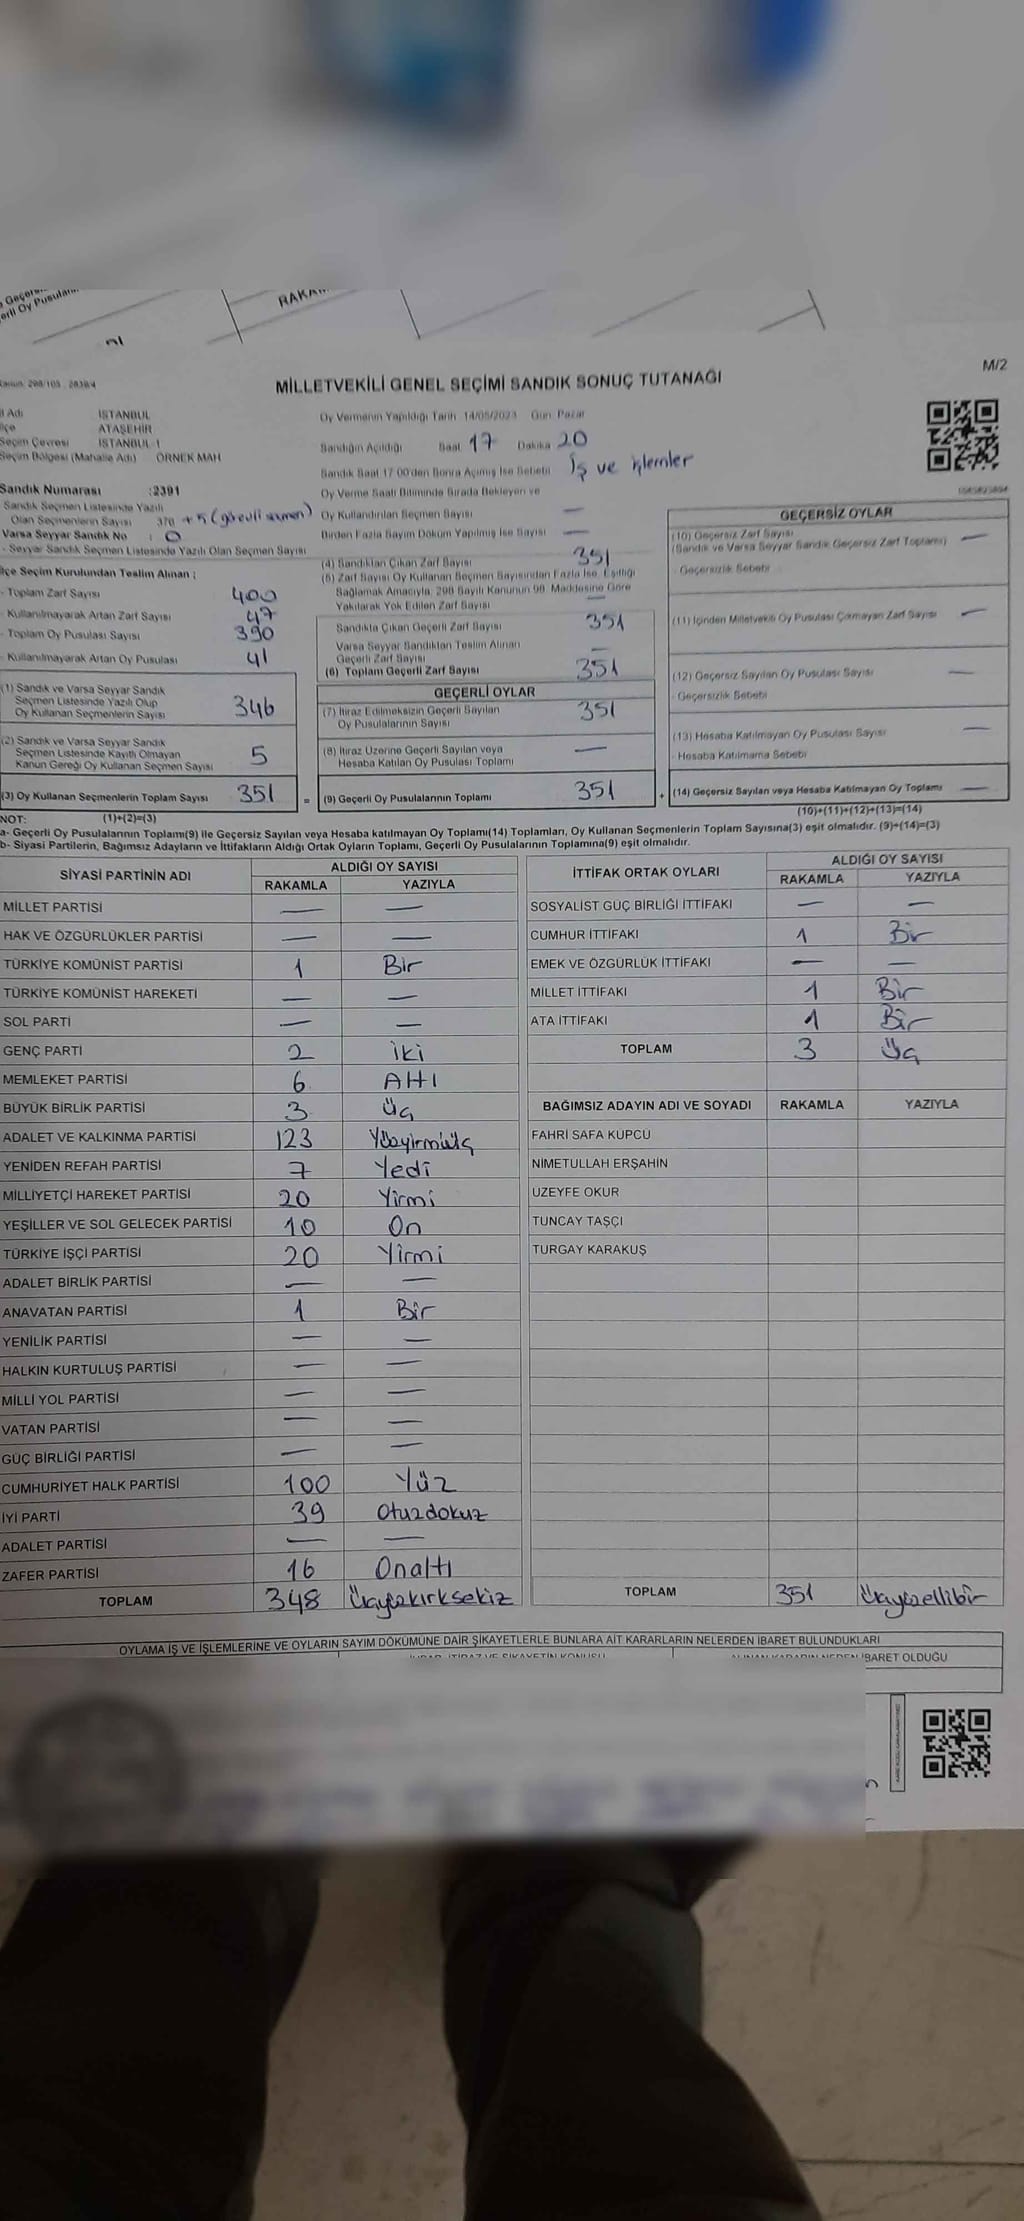 RAKA
M/2
MİLLETVEKİLİ GENEL SEÇİMİ SANDIK SONUÇ TUTANAĞI
İSTANBUL
ATAŞEHİR
Seçim Çevresi İSTANBUL 1
Seçim Bölgesi (Mahalle Adı) ÖRNEK MAH
Sandık Numarası :2391
Sandık Seçmen Listesinde Yazılı
Olan Seçmenlerin Sayısı 370 +5 (görevli seçmen)
Varsa Seyyar Sandık No : 0
- Seyyar Sandık Seçmen Listesinde Yazılı Olan Seçmen Sayısı
İlçe Seçim Kurulundan Teslim Alınan :
- Toplam Zarf Sayısı 400
- Kullanılmayarak Artan Zarf Sayısı 47
- Toplam Oy Pusulası Sayısı 390
- Kullanılmayarak Artan Oy Pusulası 41
(1) Sandık ve Varsa Seyyar Sandık
Seçmen Listesinde Yazılı Olup
Oy Kullanan Seçmenlerin Sayısı 346
(2) Sandık ve Varsa Seyyar Sandık
Seçmen Listesinde Kayıtlı Olmayan
Kanun Gereği Oy Kullanan Seçmen Sayısı 5
(3) Oy Kullanan Seçmenlerin Toplam Sayısı 351 =
Oy Vermenin Yapıldığı Tarih 14/05/2023 Gün Pazar
Sandığın Açıldığı Saat 17 Dakika 20
Sandık Saat 17:00'den Sonra Açılmış İse Sebebi İş ve işlemler
Oy Verme Saati Bitiminde Sırada Bekleyen ve
Oy Kullandırılan Seçmen Sayısı —
Birden Fazla Sayım Döküm Yapılmış İse Sayısı —
(4) Sandıktan Çıkan Zarf Sayısı 351
(5) Zarf Sayısı Oy Kullanan Seçmen Sayısından Fazla İse, Eşitliği
Sağlamak Amacıyla, 298 Sayılı Kanunun 98. Maddesine Göre
Yakılarak Yok Edilen Zarf Sayısı —
Sandıkta Çıkan Geçerli Zarf Sayısı 351
Varsa Seyyar Sandıktan Teslim Alınan
Geçerli Zarf Sayısı —
(6) Toplam Geçerli Zarf Sayısı 351
GEÇERLİ OYLAR
(7) İtiraz Edilmeksizin Geçerli Sayılan
Oy Pusulalarının Sayısı 351
(8) İtiraz Üzerine Geçerli Sayılan veya
Hesaba Katılan Oy Pusulası Toplamı —
(9) Geçerli Oy Pusulalarının Toplamı 351 +
GEÇERSİZ OYLAR
(10) Geçersiz Zarf Sayısı —
(Sandık ve Varsa Seyyar Sandık Geçersiz Zarf Toplamı)
- Geçersizlik Sebebi
(11) İçinden Milletvekili Oy Pusulası Çıkmayan Zarf Sayısı —
(12) Geçersiz Sayılan Oy Pusulası Sayısı —
- Geçersizlik Sebebi
(13) Hesaba Katılmayan Oy Pusulası Sayısı —
- Hesaba Katılmama Sebebi
(14) Geçersiz Sayılan veya Hesaba Katılmayan Oy Toplamı —
(10)+(11)+(12)+(13)=(14)
NOT: (1)+(2)=(3)
a- Geçerli Oy Pusulalarının Toplamı(9) ile Geçersiz Sayılan veya Hesaba katılmayan Oy Toplamı(14) Toplamları, Oy Kullanan Seçmenlerin Toplam Sayısına(3) eşit olmalıdır. (9)+(14)=(3)
b- Siyasi Partilerin, Bağımsız Adayların ve İttifakların Aldığı Ortak Oyların Toplamı, Geçerli Oy Pusulalarının Toplamına(9) eşit olmalıdır.
SİYASİ PARTİNİN ADI ALDIĞI OY SAYISI
RAKAMLA YAZIYLA
MİLLET PARTİSİ — —
HAK VE ÖZGÜRLÜKLER PARTİSİ — —
TÜRKİYE KOMÜNİST PARTİSİ 1 Bir
TÜRKİYE KOMÜNİST HAREKETİ — —
SOL PARTİ — —
GENÇ PARTİ 2 İki
MEMLEKET PARTİSİ 6 Altı
BÜYÜK BİRLİK PARTİSİ 3 Üç
ADALET VE KALKINMA PARTİSİ 123 Yüzyirmiüç
YENİDEN REFAH PARTİSİ 7 Yedi
MİLLİYETÇİ HAREKET PARTİSİ 20 Yirmi
YEŞİLLER VE SOL GELECEK PARTİSİ 10 On
TÜRKİYE İŞÇİ PARTİSİ 20 Yirmi
ADALET BİRLİK PARTİSİ — —
ANAVATAN PARTİSİ 1 Bir
YENİLİK PARTİSİ — —
HALKIN KURTULUŞ PARTİSİ — —
MİLLİ YOL PARTİSİ — —
VATAN PARTİSİ — —
GÜÇ BİRLİĞİ PARTİSİ — —
CUMHURİYET HALK PARTİSİ 100 Yüz
İYİ PARTİ 39 Otuzdokuz
ADALET PARTİSİ — —
ZAFER PARTİSİ 16 Onaltı
TOPLAM 348 Üçyüzkırksekiz
İTTİFAK ORTAK OYLARI ALDIĞI OY SAYISI
RAKAMLA YAZIYLA
SOSYALİST GÜÇ BİRLİĞİ İTTİFAKI — —
CUMHUR İTTİFAKI 1 Bir
EMEK VE ÖZGÜRLÜK İTTİFAKI — —
MİLLET İTTİFAKI 1 Bir
ATA İTTİFAKI 1 Bir
TOPLAM 3 Üç
BAĞIMSIZ ADAYIN ADI VE SOYADI RAKAMLA YAZIYLA
FAHRİ SAFA KÜPCÜ
NİMETULLAH ERŞAHİN
UZEYFE OKUR
TUNCAY TAŞÇI
TURGAY KARAKUŞ
TOPLAM 351 Üçyüzellibir
OYLAMA İŞ VE İŞLEMLERİNE VE OYLARIN SAYIM DÖKÜMÜNE DAİR ŞİKAYETLERLE BUNLARA AİT KARARLARIN NELERDEN İBARET BULUNDUKLARI
İBARET OLDUĞU